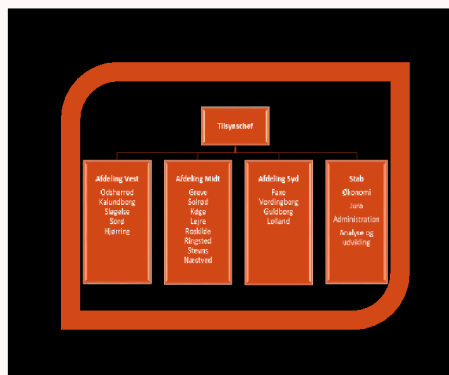 Tilsynschef
Afdeling Vest
Odsherred
Kalundborg
Slagelse
Sorø
Hjørring
Afdeling Midt
Greve
Solrød
Køge
Lejre
Roskilde
Ringsted
Stevns
Næstved
Afdeling Syd
Faxe
Vordingborg
Guldborg
Lolland
Stab
Økonomi
Jura
Administration
Analyse og
udvikling